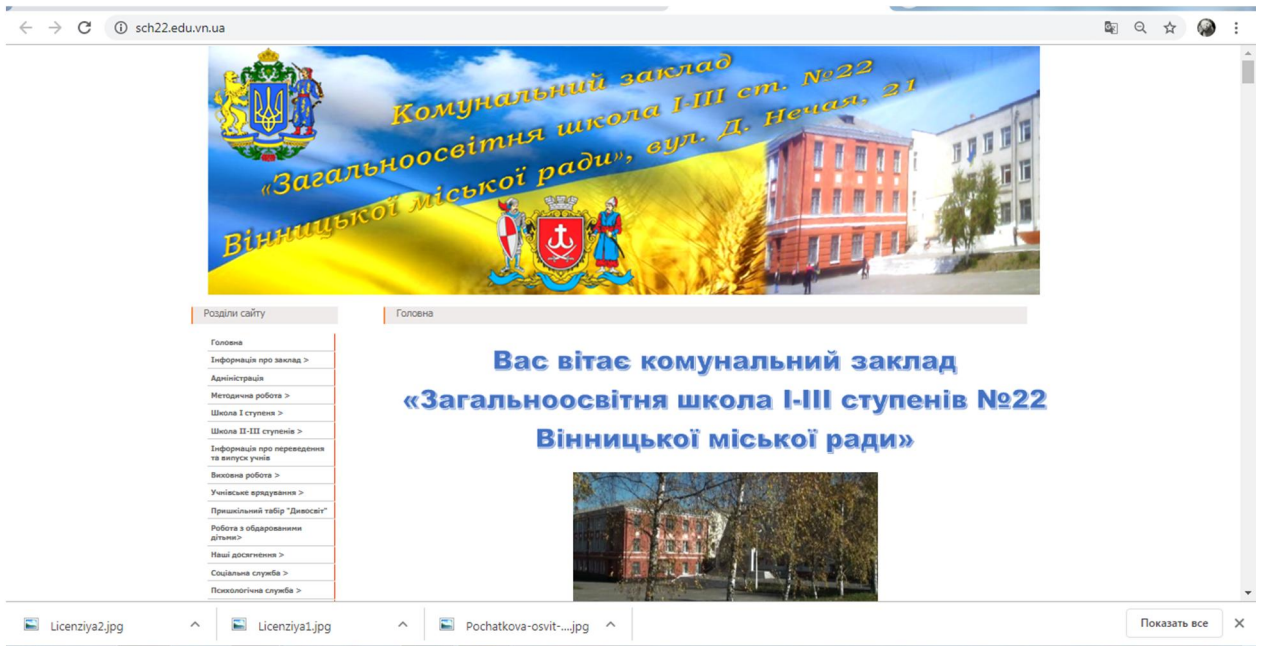 sch22.edu.vn.ua
Комунальний заклад
«Загальноосвітня школа І-ІІІ ст. №22
Вінницької міської ради», вул. Д. Нечая, 21
Розділи сайту
Головна
Інформація про заклад >
Адміністрація
Методична робота >
Школа І ступеня >
Школа ІІ-ІІІ ступенів >
Інформація про переведення
та випуск учнів
Виховна робота >
Учнівське врядування >
Пришкільний табір "Дивосвіт"
Робота з обдарованими
дітьми>
Наші досягнення >
Соціальна служба >
Психологічна служба >
Головна
Вас вітає комунальний заклад
«Загальноосвітня школа І-ІІІ ступенів №22
Вінницької міської ради»
Licenziya2.jpg
Licenziya1.jpg
Pochatkova-osvit-....jpg
Показать все